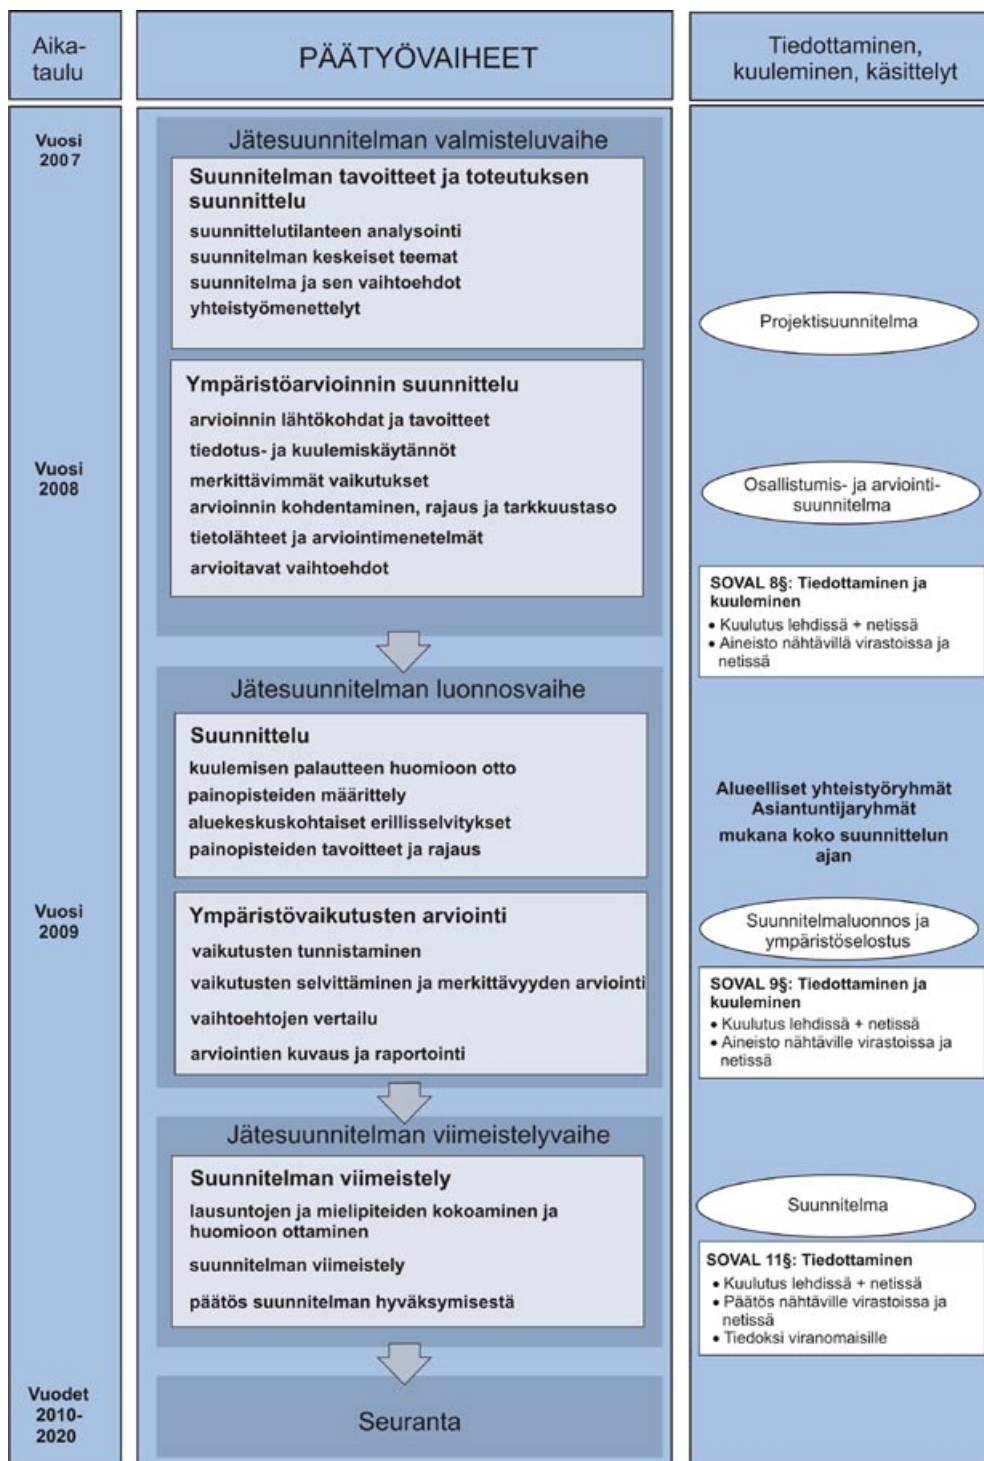 Aika-
taulu
PÄÄTYÖVAIHEET
Tiedottaminen,
kuuleminen, käsittelyt
Vuosi
2007
Vuosi
2008
Vuosi
2009
Vuodet
2010-
2020
Jätesuunnitelman valmisteluvaihe
Suunnitelman tavoitteet ja toteutuksen
suunnittelu
suunnittelutilanteen analysointi
suunnitelman keskeiset teemat
suunnitelma ja sen vaihtoehdot
yhteistyömenettelyt
Ympäristöarvioinnin suunnittelu
arvioinnin lähtökohdat ja tavoitteet
tiedotus- ja kuulemiskäytännöt
merkittävimmät vaikutukset
arvioinnin kohdentaminen, rajaus ja tarkkuustaso
tietolähteet ja arviointimenetelmät
arvioitavat vaihtoehdot
Jätesuunnitelman luonnosvaihe
Suunnittelu
kuulemisen palautteen huomioon otto
painopisteiden määrittely
aluekeskuskohtaiset erillisselvitykset
painopisteiden tavoitteet ja rajaus
Ympäristövaikutusten arviointi
vaikutusten tunnistaminen
vaikutusten selvittäminen ja merkittävyyden arviointi
vaihtoehtojen vertailu
arviointien kuvaus ja raportointi
Jätesuunnitelman viimeistelyvaihe
Suunnitelman viimeistely
lausuntojen ja mielipiteiden kokoaminen ja
huomioon ottaminen
suunnitelman viimeistely
päätös suunnitelman hyväksymisestä
Seuranta
Projektisuunnitelma
Osallistumis- ja arviointi-
suunnitelma
SOVAL 8§: Tiedottaminen ja
kuuleminen
• Kuulutus lehdissä + netissä
• Aineisto nähtävillä virastoissa ja
netissä
Alueelliset yhteistyöryhmät
Asiantuntijaryhmät
mukana koko suunnittelun
ajan
Suunnitelmaluonnos ja
ympäristöselostus
SOVAL 9§: Tiedottaminen ja
kuuleminen
• Kuulutus lehdissä + netissä
• Aineisto nähtäville virastoissa ja
netissä
Suunnitelma
SOVAL 11§: Tiedottaminen
• Kuulutus lehdissä + netissä
• Päätös nähtäville virastoissa ja
netissä
• Tiedoksi viranomaisille